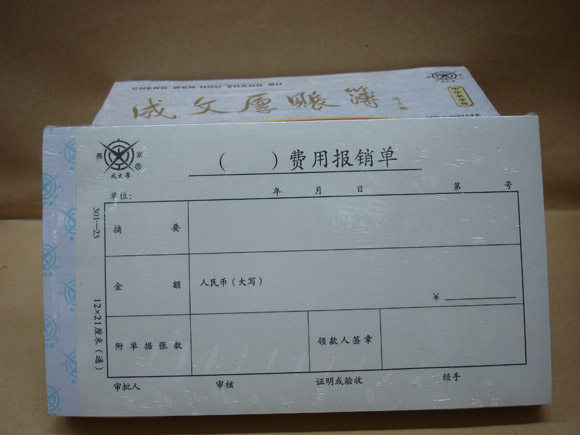 CHENG WEN HOU ZHANG BU
成文厚账簿
燕 京
®
成文厚
( )费用报销单
单位: 年 月 日 第 号
301—23
12×21厘米(通)
摘 要
金 额 人民币(大写) ¥
附单据张数 领款人签章
审批人 审核 证明或验收 经手